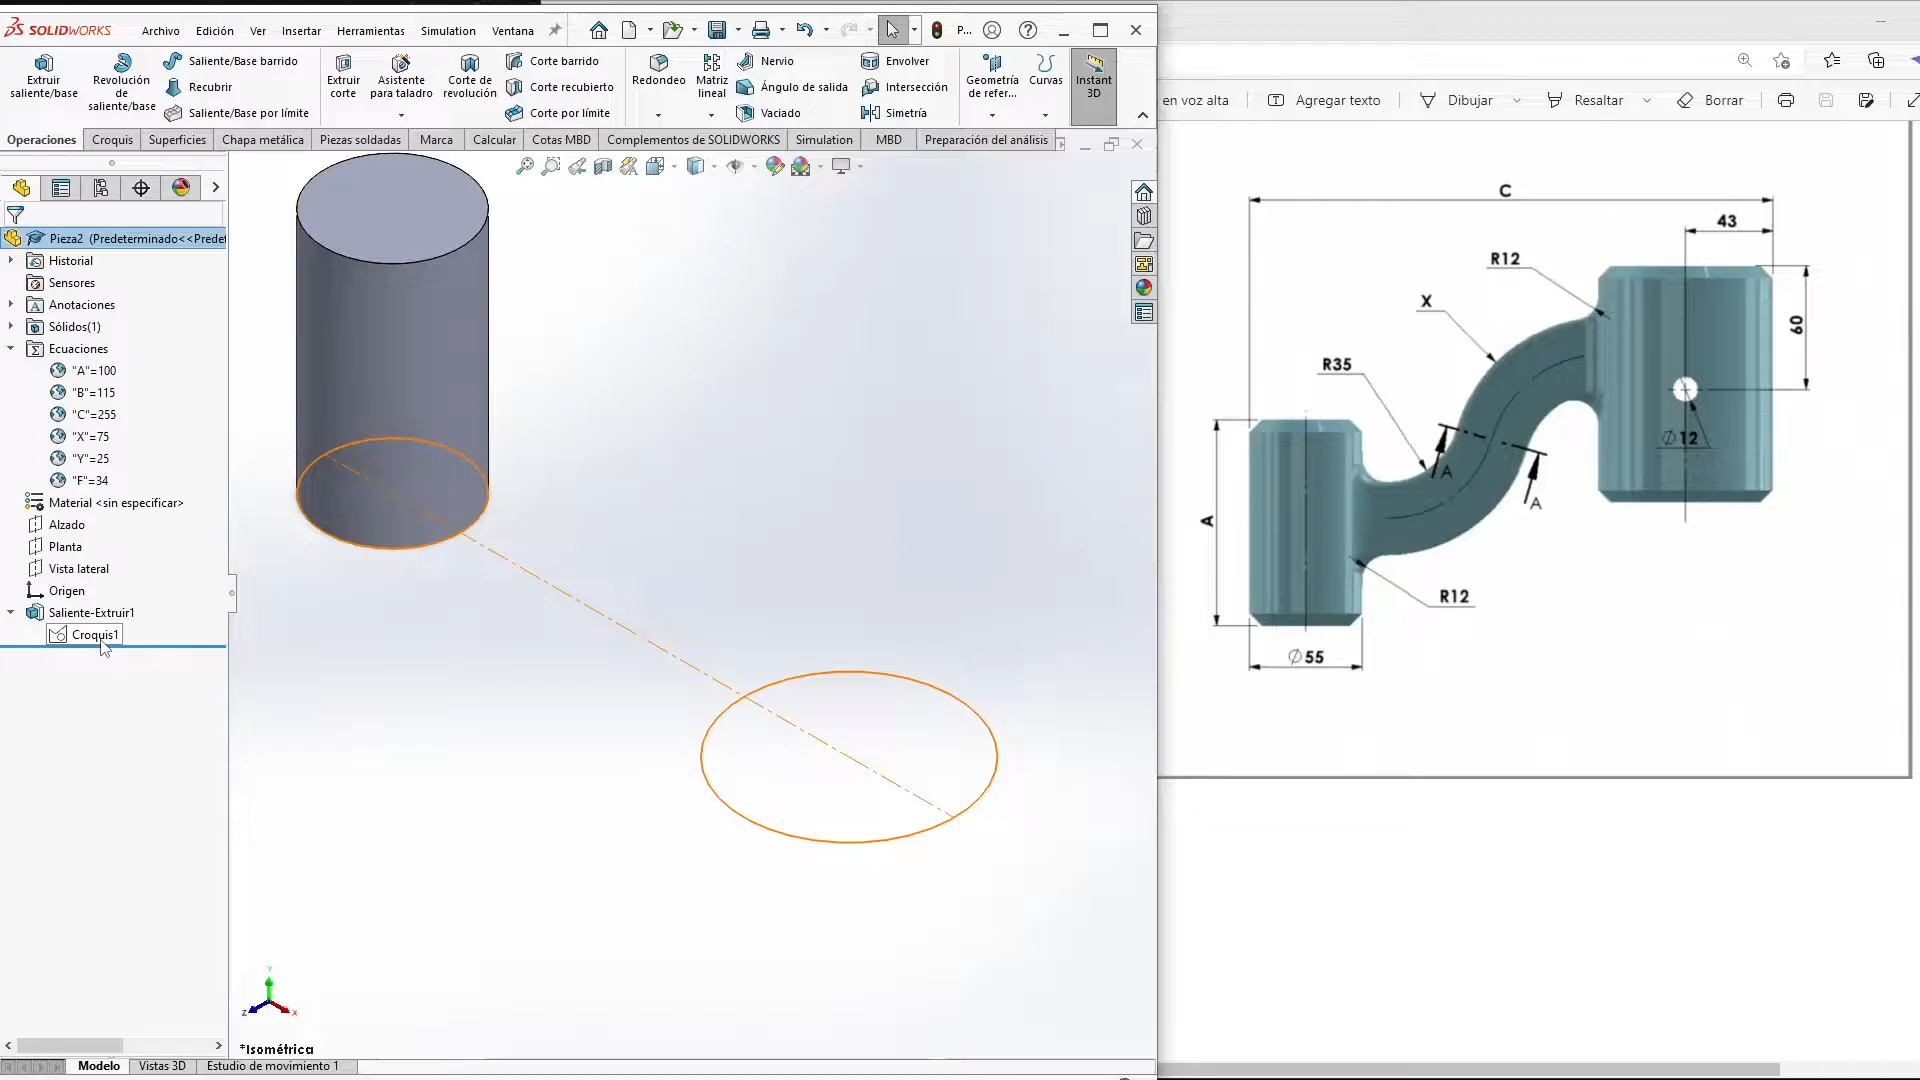 SOLIDWORKS
Archivo Edición Ver Insertar Herramientas Simulation Ventana
P...
Extruir saliente/base
Revolución de saliente/base
Saliente/Base barrido
Recubrir
Saliente/Base por límite
Extruir corte
Asistente para taladro
Corte de revolución
Corte barrido
Corte recubierto
Corte por límite
Redondeo
Matriz lineal
Nervio
Ángulo de salida
Vaciado
Envolver
Intersección
Simetría
Geometría de refer...
Curvas
Instant 3D
Operaciones Croquis Superficies Chapa metálica Piezas soldadas Marca Calcular Cotas MBD Complementos de SOLIDWORKS Simulation MBD Preparación del análisis
Pieza2 (Predeterminado<<Predet
Historial
Sensores
Anotaciones
Sólidos(1)
Ecuaciones
"A"=100
"B"=115
"C"=255
"X"=75
"Y"=25
"F"=34
Material <sin especificar>
Alzado
Planta
Vista lateral
Origen
Saliente-Extruir1
Croquis1
Y
Z
X
*Isométrica
Modelo Vistas 3D Estudio de movimiento 1
en voz alta Agregar texto Dibujar Resaltar Borrar
C
43
R12
X
60
R35
Ø12
A
A
A
R12
Ø55